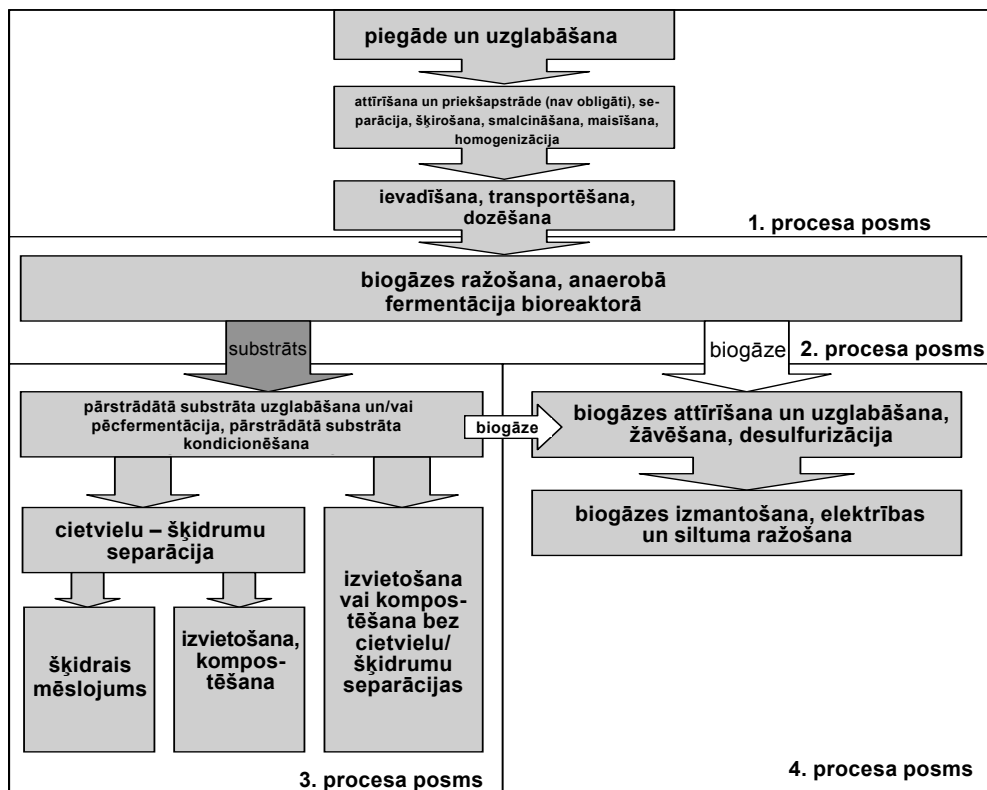 piegāde un uzglabāšana
attīrīšana un priekšapstrāde (nav obligāti), se-
parācija, šķirošana, smalcināšana, maisīšana,
homogenizācija
ievadīšana, transportēšana,
dozēšana
1. procesa posms
biogāzes ražošana, anaerobā
fermentācija bioreaktorā
substrāts
biogāze
2. procesa posms
pārstrādātā substrāta uzglabāšana un/vai
pēcfermentācija, pārstrādātā substrāta
kondicionēšana
biogāze
biogāzes attīrīšana un uzglabāšana,
žāvēšana, desulfurizācija
cietvielu – šķidrumu
separācija
izvietošana
vai kompos-
tēšana bez
cietvielu/
šķidrumu
separācijas
biogāzes izmantošana, elektrības
un siltuma ražošana
šķidrais
mēslojums
izvietošana,
kompos-
tēšana
3. procesa posms
4. procesa posms